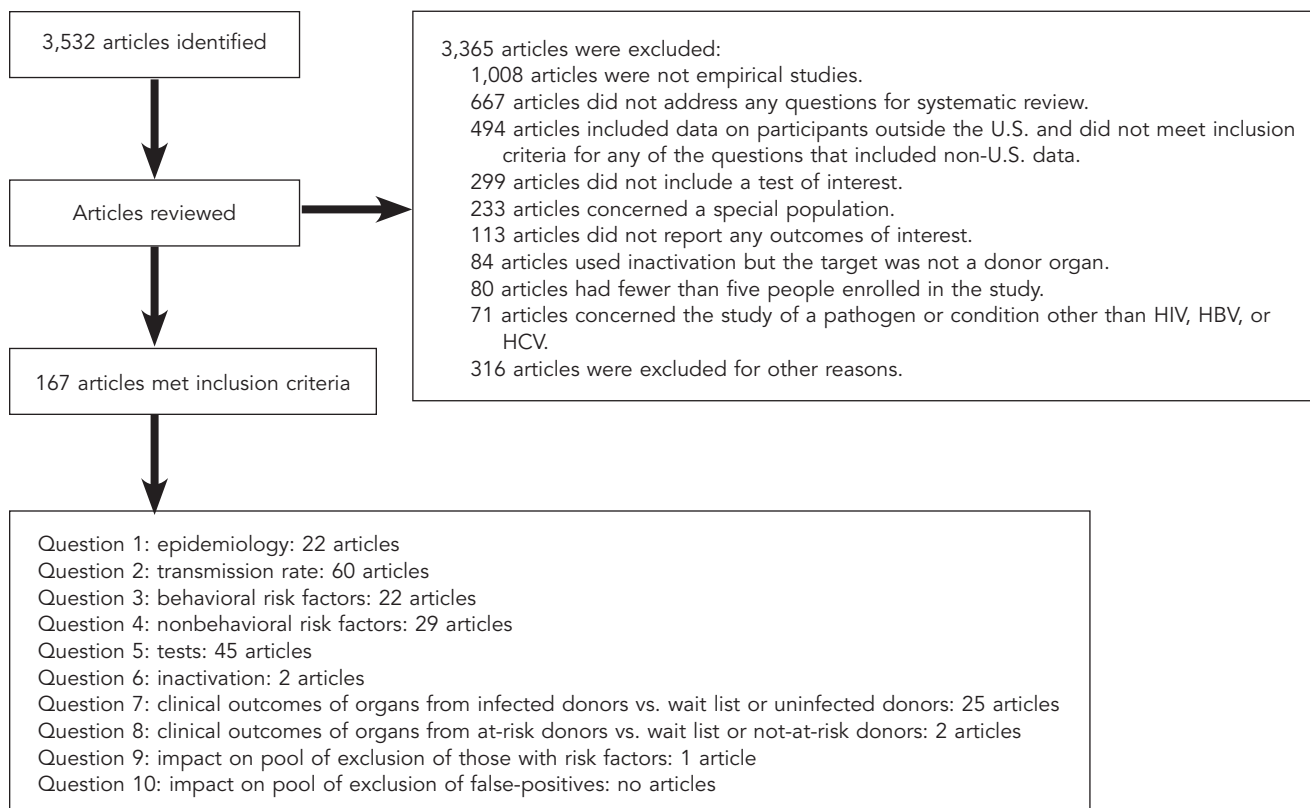 3,532 articles identified
Articles reviewed
167 articles met inclusion criteria
3,365 articles were excluded:
1,008 articles were not empirical studies.
667 articles did not address any questions for systematic review.
494 articles included data on participants outside the U.S. and did not meet inclusion
criteria for any of the questions that included non-U.S. data.
299 articles did not include a test of interest.
233 articles concerned a special population.
113 articles did not report any outcomes of interest.
84 articles used inactivation but the target was not a donor organ.
80 articles had fewer than five people enrolled in the study.
71 articles concerned the study of a pathogen or condition other than HIV, HBV, or
HCV.
316 articles were excluded for other reasons.
Question 1: epidemiology: 22 articles
Question 2: transmission rate: 60 articles
Question 3: behavioral risk factors: 22 articles
Question 4: nonbehavioral risk factors: 29 articles
Question 5: tests: 45 articles
Question 6: inactivation: 2 articles
Question 7: clinical outcomes of organs from infected donors vs. wait list or uninfected donors: 25 articles
Question 8: clinical outcomes of organs from at-risk donors vs. wait list or not-at-risk donors: 2 articles
Question 9: impact on pool of exclusion of those with risk factors: 1 article
Question 10: impact on pool of exclusion of false-positives: no articles